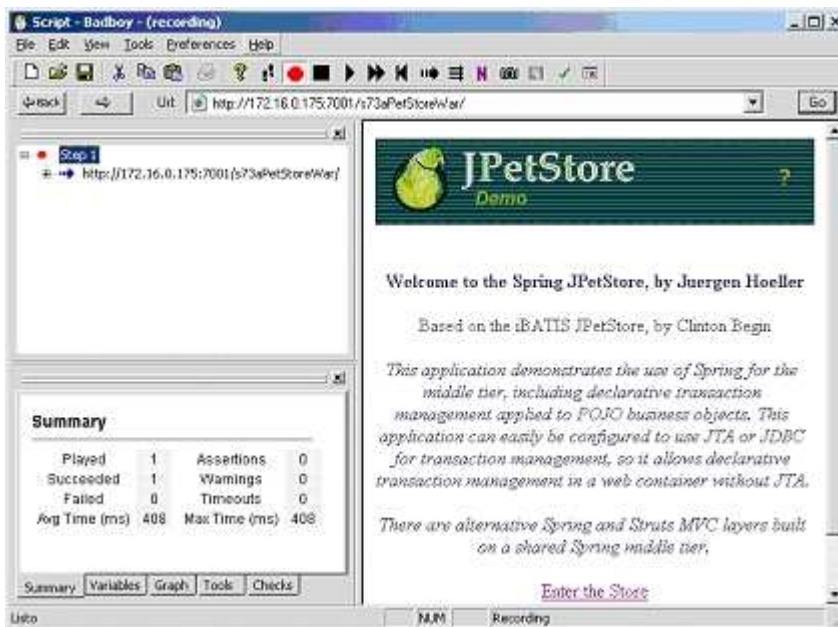 Script - Badboy - (recording)
File Edit View Tools Preferences Help
Back Url: http://172.16.0.175:7001/s73aPetStoreWar/ Go
Step 1
http://172.16.0.175:7001/s73aPetStoreWar/
Summary
Played 1 Assertions 0
Succeeded 1 Warnings 0
Failed 0 Timeouts 0
Avg Time (ms) 408 Max Time (ms) 408
Summary Variables Graph Tools Checks
JPetStore
Demo
?
Welcome to the Spring JPetStore, by Juergen Hoeller
Based on the iBATIS JPetStore, by Clinton Begin
This application demonstrates the use of Spring for the
middle tier, including declarative transaction
management applied to POJO business objects. This
application can easily be configured to use JTA or JDBC
for transaction management, so it allows declarative
transaction management in a web container without JTA.
There are alternative Spring and Struts MVC layers built
on a shared Spring middle tier.
Enter the Store
Listo NUM Recording